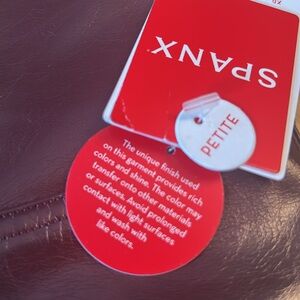 SPANX
PETITE
The unique finish used
on this garment provides rich
colors and shine. The color may
transfer onto other materials
or surfaces. Avoid prolonged
contact with light surfaces
and wash with
like colors.